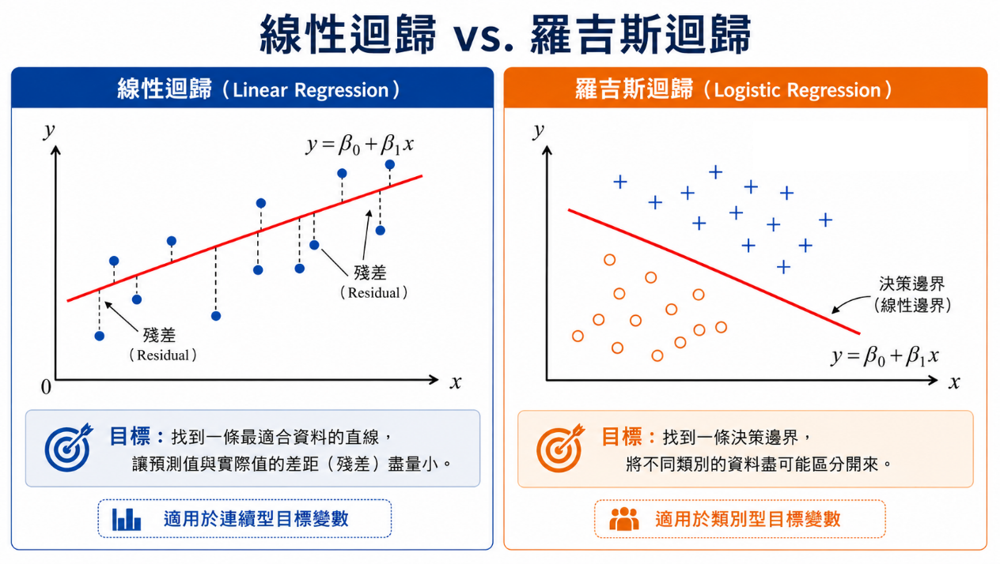 線性迴歸 vs. 羅吉斯迴歸
線性迴歸（Linear Regression）
y
y = β₀ + β₁x
殘差
（Residual）
殘差
（Residual）
0
x
目標：找到一條最適合資料的直線，
讓預測值與實際值的差距（殘差）盡量小。
適用於連續型目標變數
羅吉斯迴歸（Logistic Regression）
y
決策邊界
（線性邊界）
y = β₀ + β₁x
x
目標：找到一條決策邊界，
將不同類別的資料盡可能區分開來。
適用於類別型目標變數